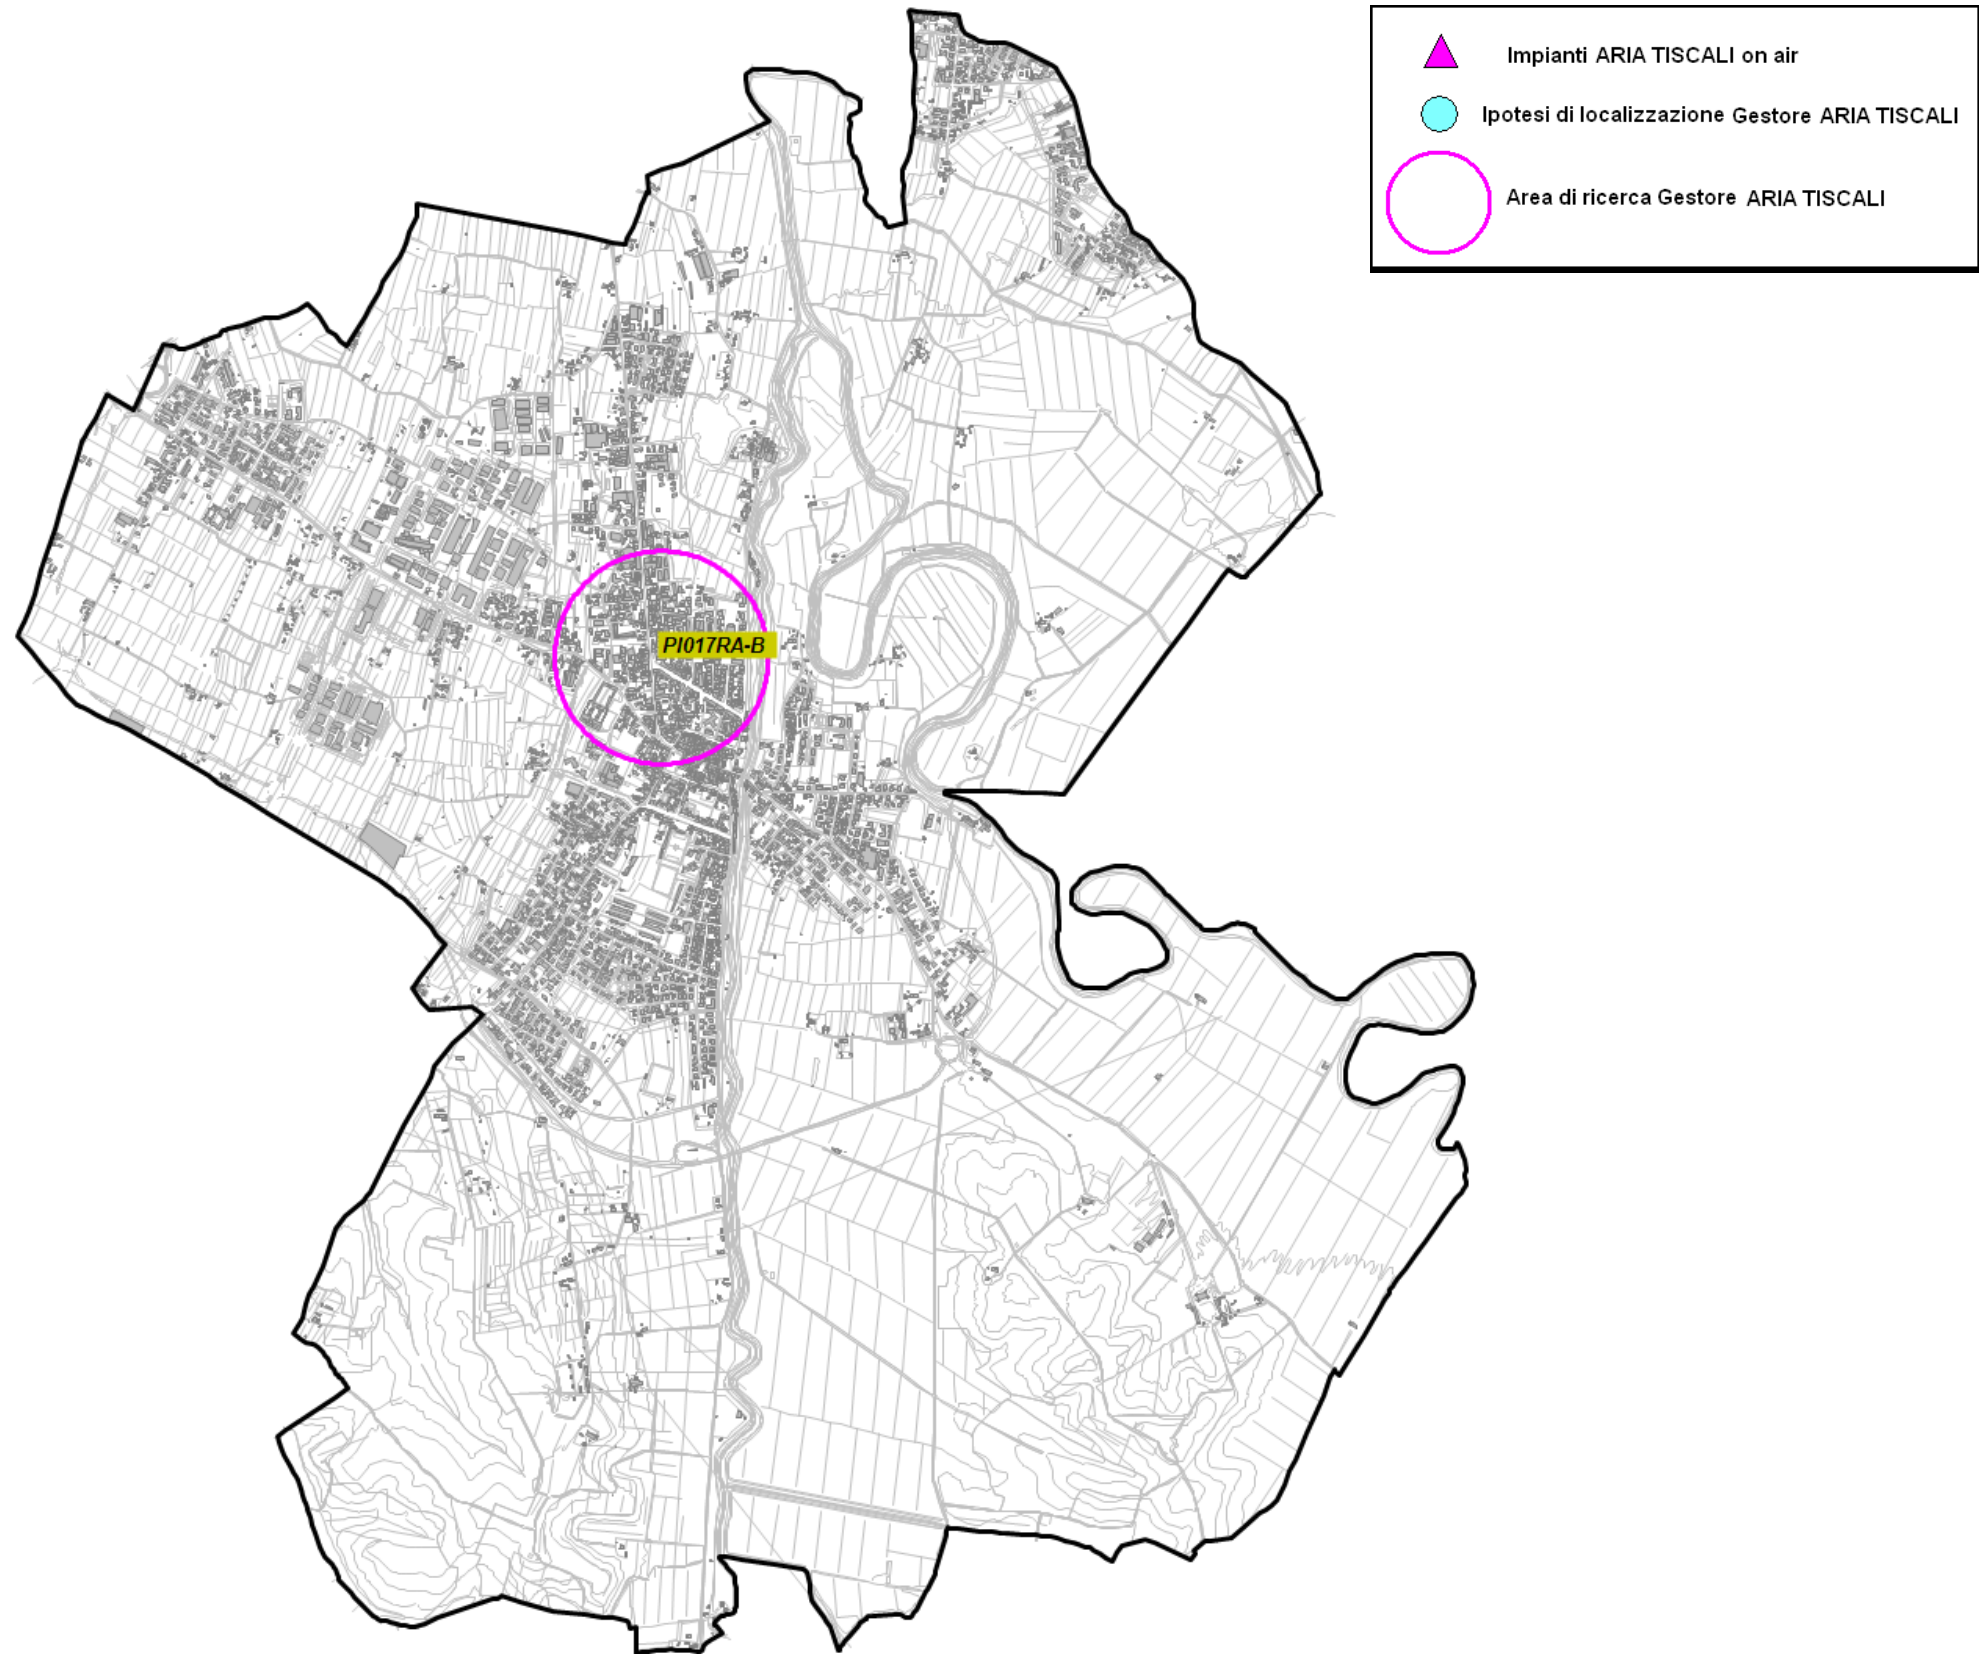 Impianti ARIA TISCALI on air
Ipotesi di localizzazione Gestore ARIA TISCALI
Area di ricerca Gestore ARIA TISCALI
PI017RA-B